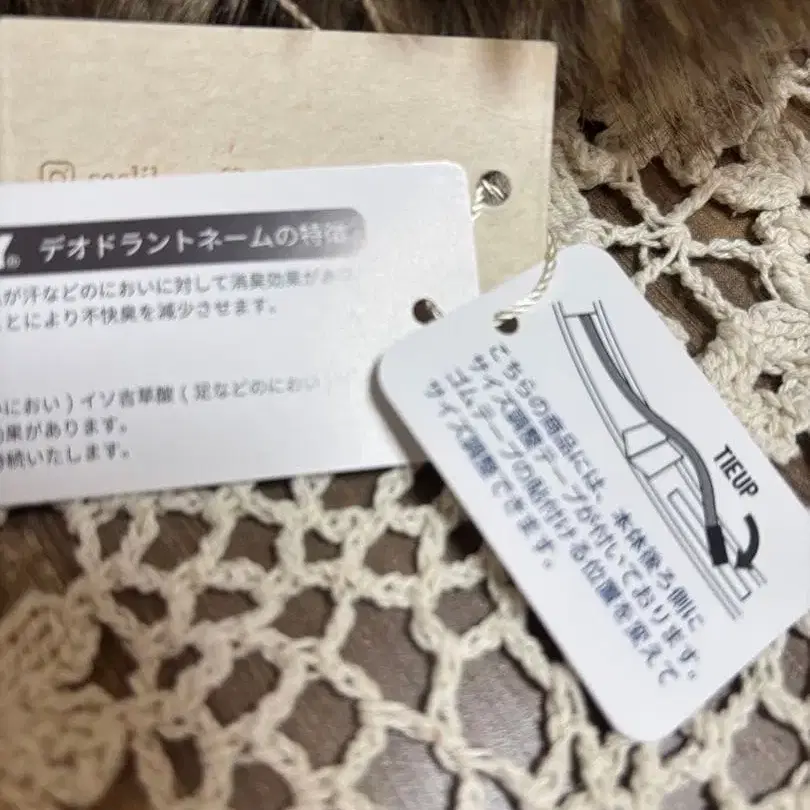 デオドラントネームの特徴
が汗などのにおいに対して消臭効果があ
とにより不快臭を減少させます。
におい）イソ吉草酸（足などのにおい）
効果があります。
持続いたします。
こちらの商品には、本体後ろ側に
サイズ調整テープが付いております。
ゴムテープの貼付ける位置を変えて
サイズ調整できます。
TIEUP